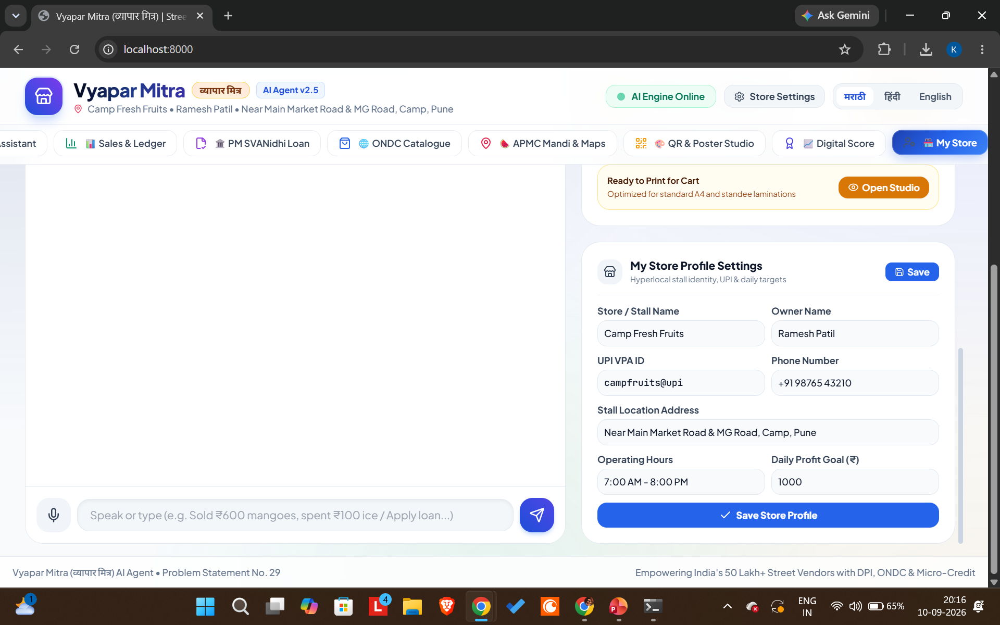 Vyapar Mitra (व्यापार मित्र) | Stree
Ask Gemini
localhost:8000
K
Vyapar Mitra
व्यापार मित्र
AI Agent v2.5
Camp Fresh Fruits • Ramesh Patil • Near Main Market Road & MG Road, Camp, Pune
AI Engine Online
Store Settings
मराठी
हिंदी
English
ssistant
Sales & Ledger
PM SVANidhi Loan
ONDC Catalogue
APMC Mandi & Maps
QR & Poster Studio
Digital Score
My Store
Ready to Print for Cart
Optimized for standard A4 and standee laminations
Open Studio
My Store Profile Settings
Hyperlocal stall identity, UPI & daily targets
Save
Store / Stall Name
Owner Name
Camp Fresh Fruits
Ramesh Patil
UPI VPA ID
Phone Number
campfruits@upi
+91 98765 43210
Stall Location Address
Near Main Market Road & MG Road, Camp, Pune
Operating Hours
Daily Profit Goal (₹)
7:00 AM - 8:00 PM
1000
Speak or type (e.g. Sold ₹600 mangoes, spent ₹100 ice / Apply loan...)
Save Store Profile
Vyapar Mitra (व्यापार मित्र) AI Agent • Problem Statement No. 29
Empowering India's 50 Lakh+ Street Vendors with DPI, ONDC & Micro-Credit
1
L
4
P
ENG
IN
65%
20:16
10-09-2026